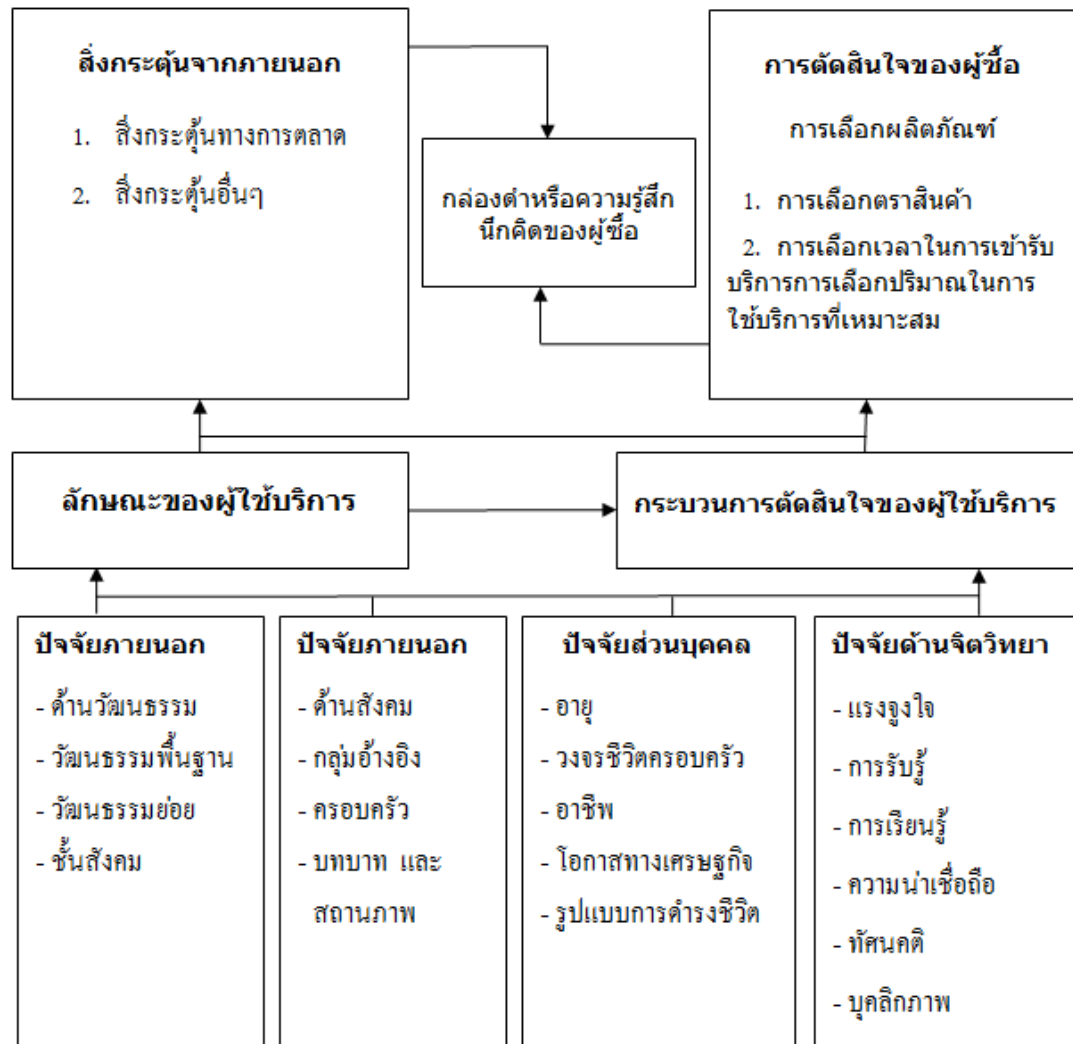 สิ่งกระตุ้นจากภายนอก
1. สิ่งกระตุ้นทางการตลาด
2. สิ่งกระตุ้นอื่นๆ
กล่องดำหรือความรู้สึก
นึกคิดของผู้ซื้อ
การตัดสินใจของผู้ซื้อ
การเลือกผลิตภัณฑ์
1. การเลือกตราสินค้า
2. การเลือกเวลาในการเข้ารับ
บริการการเลือกปริมาณในการ
ใช้บริการที่เหมาะสม
ลักษณะของผู้ใช้บริการ
กระบวนการตัดสินใจของผู้ใช้บริการ
ปัจจัยภายนอก
- ด้านวัฒนธรรม
- วัฒนธรรมพื้นฐาน
- วัฒนธรรมย่อย
- ชั้นสังคม
ปัจจัยภายนอก
- ด้านสังคม
- กลุ่มอ้างอิง
- ครอบครัว
- บทบาท และ
สถานภาพ
ปัจจัยส่วนบุคคล
- อายุ
- วงจรชีวิตครอบครัว
- อาชีพ
- โอกาสทางเศรษฐกิจ
- รูปแบบการดำรงชีวิต
ปัจจัยด้านจิตวิทยา
- แรงจูงใจ
- การรับรู้
- การเรียนรู้
- ความน่าเชื่อถือ
- ทัศนคติ
- บุคลิกภาพ